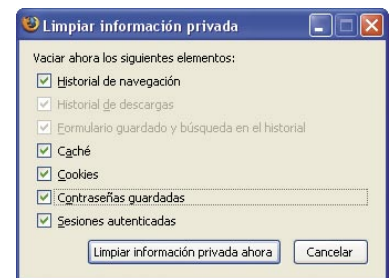 Limpiar información privada
Vaciar ahora los siguientes elementos:
Historial de navegación
Historial de descargas
Formulario guardado y búsqueda en el historial
Caché
Cookies
Contraseñas guardadas
Sesiones autenticadas
Limpiar información privada ahora
Cancelar